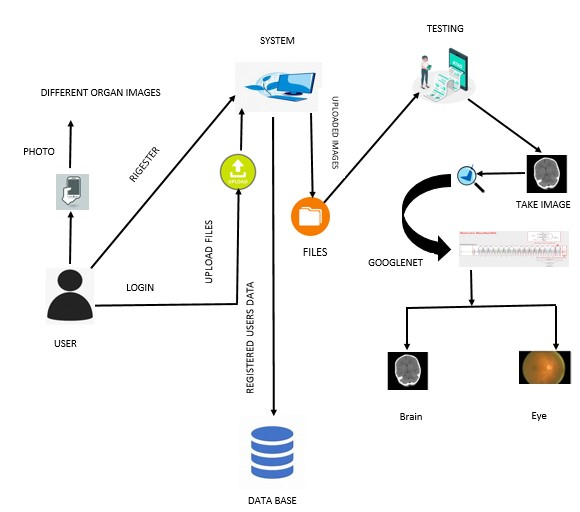 TESTING
SYSTEM
DIFFERENT ORGAN IMAGES
UPLOADED IMAGES
PHOTO
RIGESTER
UPLOAD
TAKE IMAGE
UPLOAD FILES
FILES
GOOGLENET
LOGIN
REGISTERED USERS DATA
USER
Brain
Eye
DATA BASE